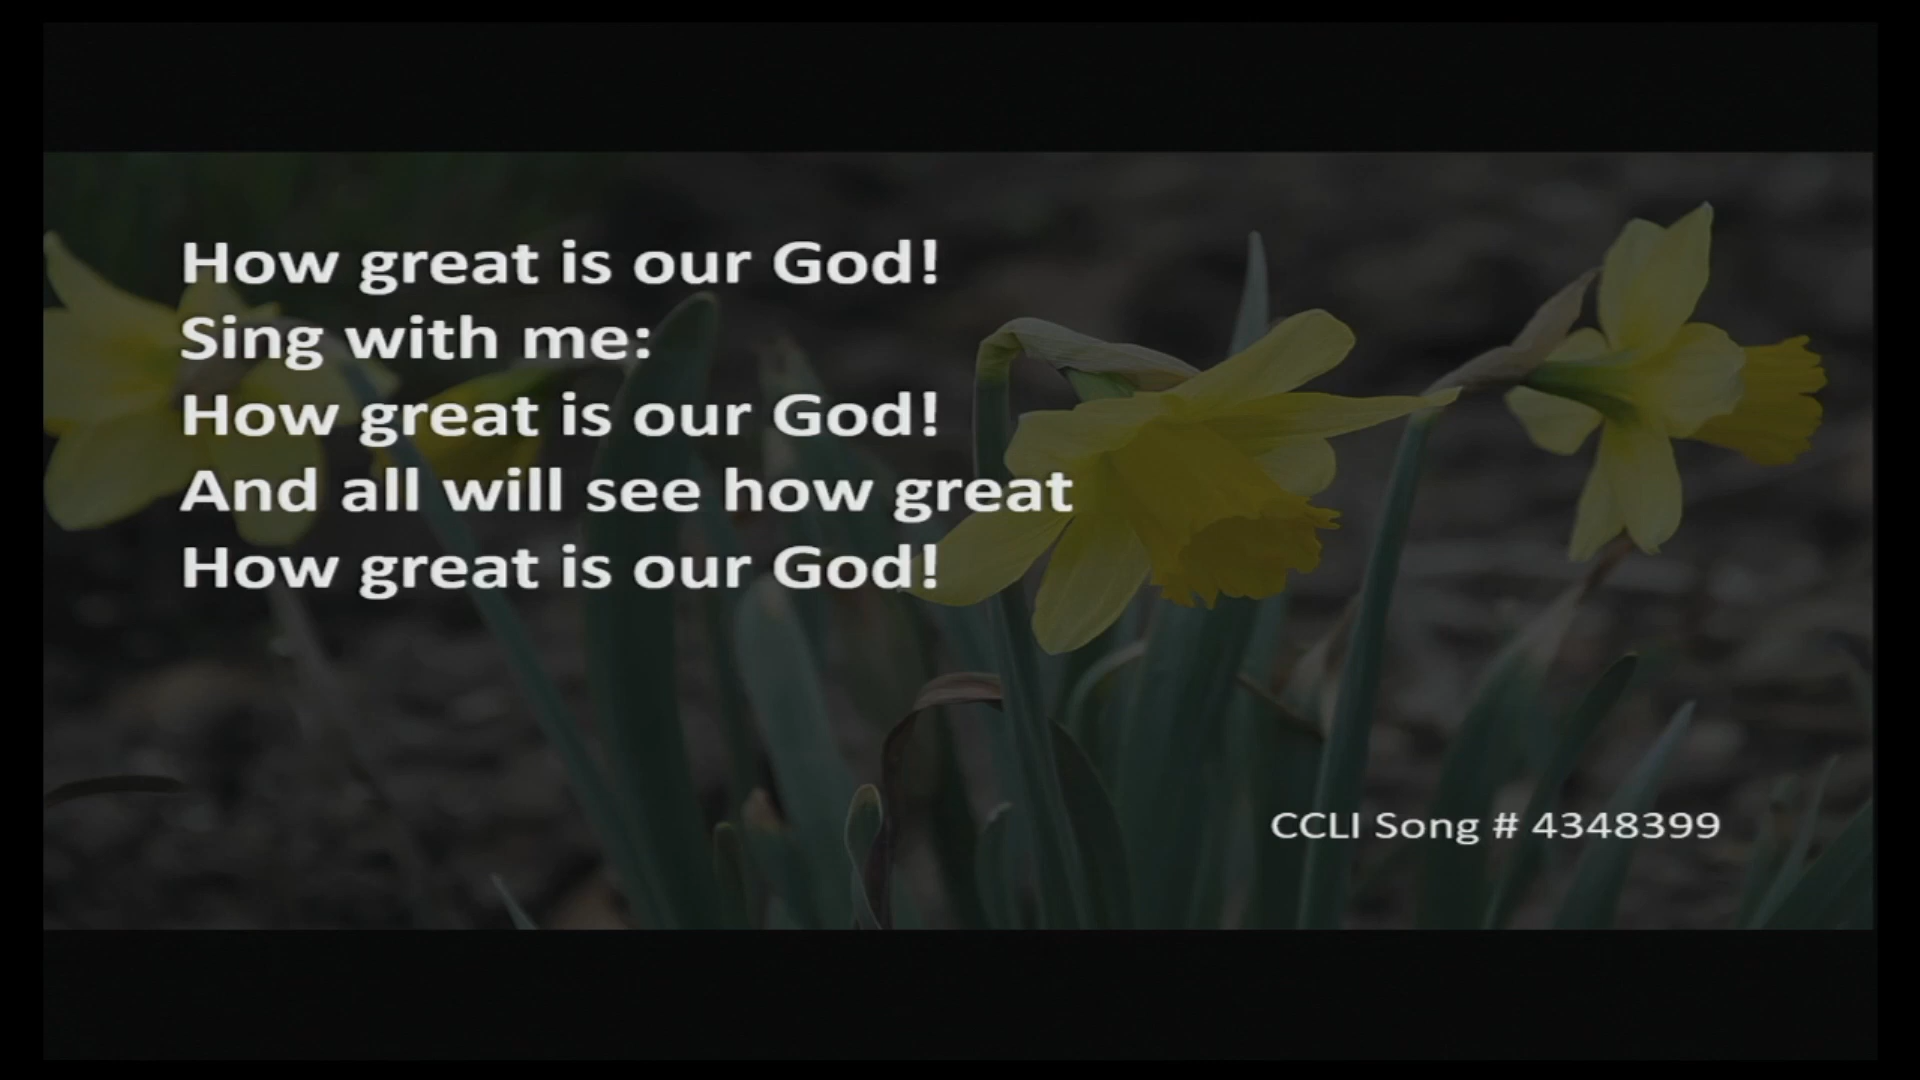 How great is our God!
Sing with me:
How great is our God!
And all will see how great
How great is our God!
CCLI Song # 4348399